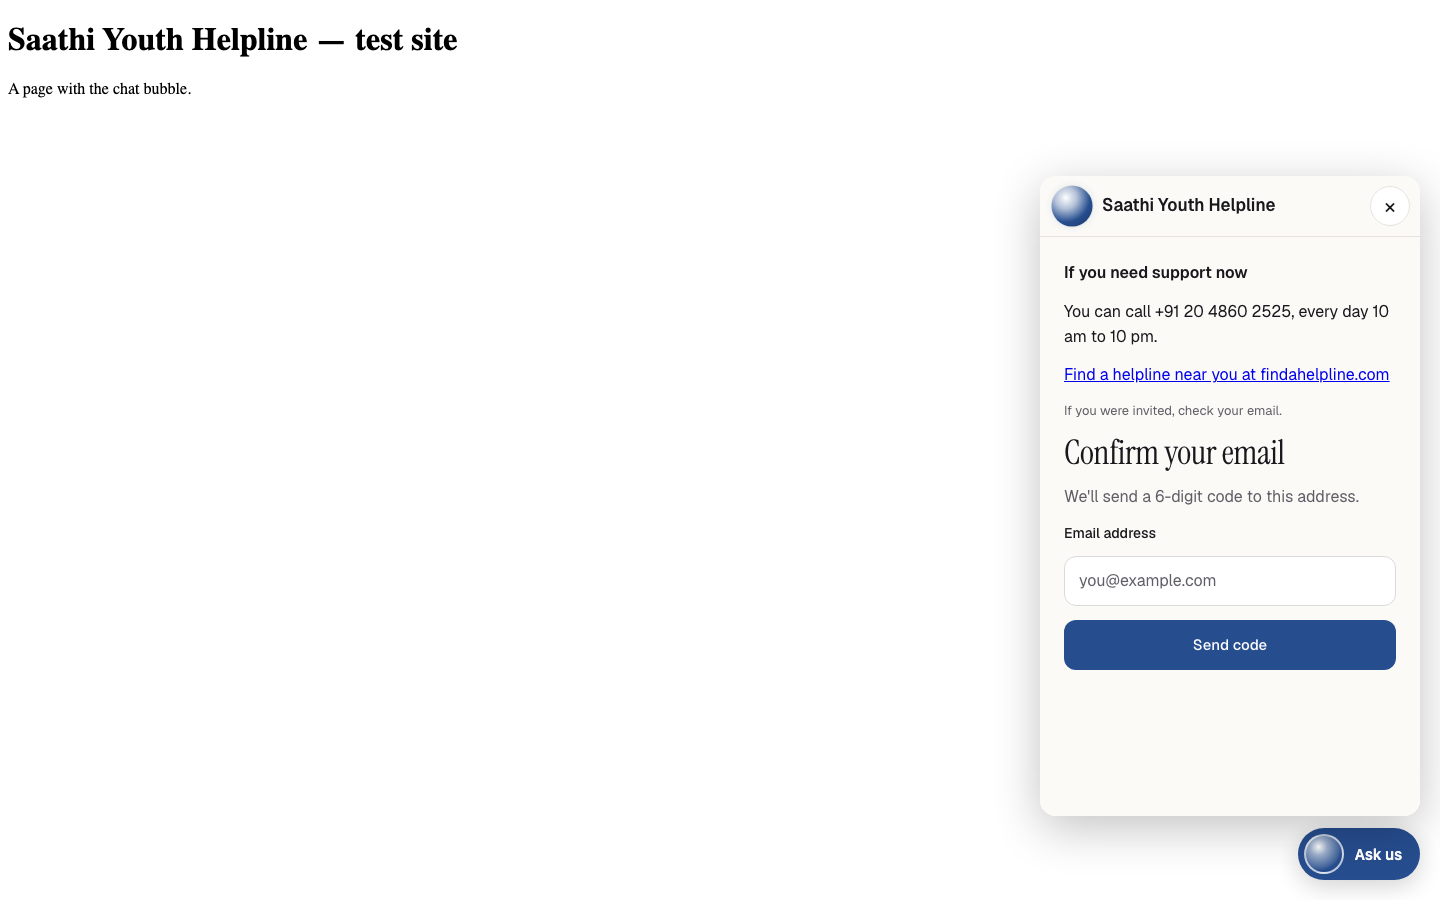 Saathi Youth Helpline — test site
A page with the chat bubble.
Saathi Youth Helpline
×
If you need support now
You can call +91 20 4860 2525, every day 10
am to 10 pm.
Find a helpline near you at findahelpline.com
If you were invited, check your email.
Confirm your email
We'll send a 6-digit code to this address.
Email address
you@example.com
Send code
Ask us